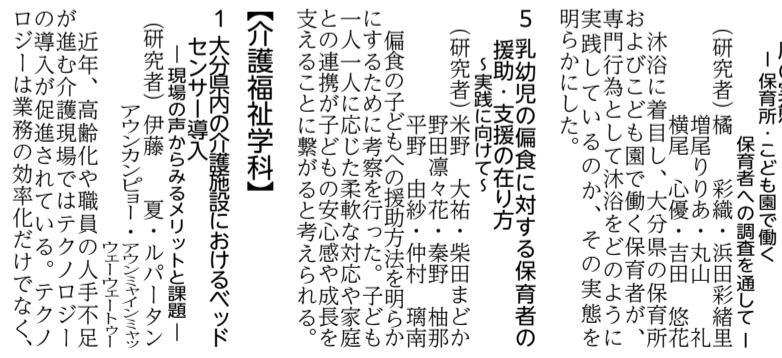 ―保育所・こども園で働く
保育者への調査を通して―
（研究者）橘　彩織・浜田彩緒里
増尾りりあ・丸山　礼
横尾　心優・吉田　悠花
沐浴に着目し、大分県の保育所
およびこども園で働く保育者が、
専門行為として沐浴をどのように
実践しているのか、その実態を
明らかにした。
5　乳幼児の偏食に対する保育者の
援助・支援の在り方
～実践に向けて～
（研究者）米野　大祐・柴田まどか
野田凛々花・秦野　柚那
平野　由紗・仲村　璃南
偏食の子どもへの援助方法を明らか
にするために考察を行った。子ども
一人一人に応じた柔軟な対応や家庭
との連携が子どもの安心感や成長を
支えることに繋がると考えられる。
【介護福祉学科】
1　大分県内の介護施設におけるベッド
センサー導入
―現場の声からみるメリットと課題―
（研究者）伊藤　夏・ルパータン
アウンカンピョー・アウンミャインミャッ
ウェーウェートゥー
近年、高齢化や職員の人手不足
が進む介護現場ではテクノロジー
の導入が促進されている。テクノ
ロジーは業務の効率化だけでなく、